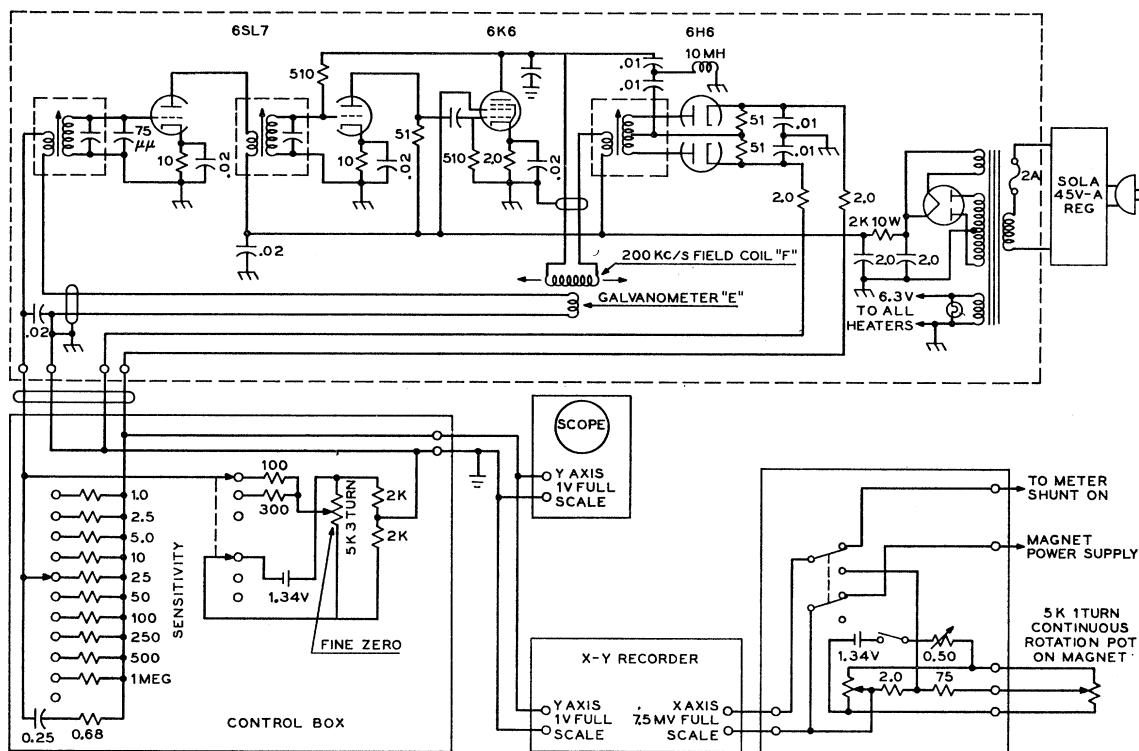 6SL7
6K6
6H6
10MH
.01
.01
510
75
μμ
10
.02
10
.02
51
510
2.0
.02
51
51
.01
.01
2.0
2.0
2K 10W
2.0
2.0
2A
SOLA
45V-A
REG
.02
200 KC/S FIELD COIL "F"
GALVANOMETER "E"
.02
6.3V
TO ALL
HEATERS
SCOPE
Y AXIS
1V FULL
SCALE
100
300
5K 3 TURN
2K
2K
1.34V
FINE ZERO
SENSITIVITY
1.0
2.5
5.0
10
25
50
100
250
500
1 MEG
0.25
0.68
CONTROL BOX
X-Y RECORDER
Y AXIS
1V FULL
SCALE
X AXIS
7.5 MV FULL
SCALE
TO METER
SHUNT ON
MAGNET
POWER SUPPLY
5K 1 TURN
CONTINUOUS
ROTATION POT
ON MAGNET
1.34V
0.50
2.0
75